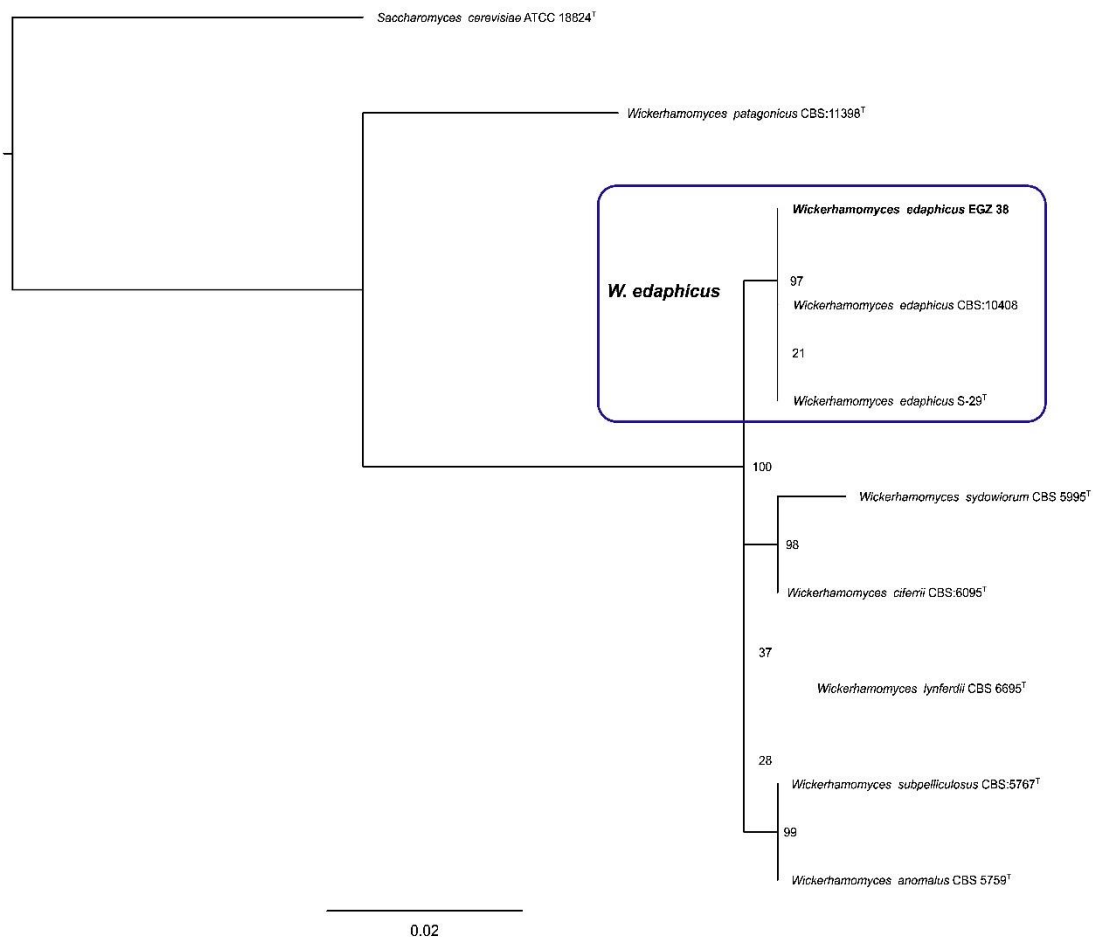 Saccharomyces cerevisiae ATCC 18824ᵀ
Wickerhamomyces patagonicus CBS:11398ᵀ
Wickerhamomyces edaphicus EGZ 38
97
W. edaphicus
Wickerhamomyces edaphicus CBS:10408
21
Wickerhamomyces edaphicus S-29ᵀ
100
Wickerhamomyces sydowiorum CBS 5995ᵀ
98
Wickerhamomyces ciferrii CBS:6095ᵀ
37
Wickerhamomyces lynferdii CBS 6695ᵀ
28
Wickerhamomyces subpelliculosus CBS:5767ᵀ
99
Wickerhamomyces anomalus CBS 5759ᵀ
0.02